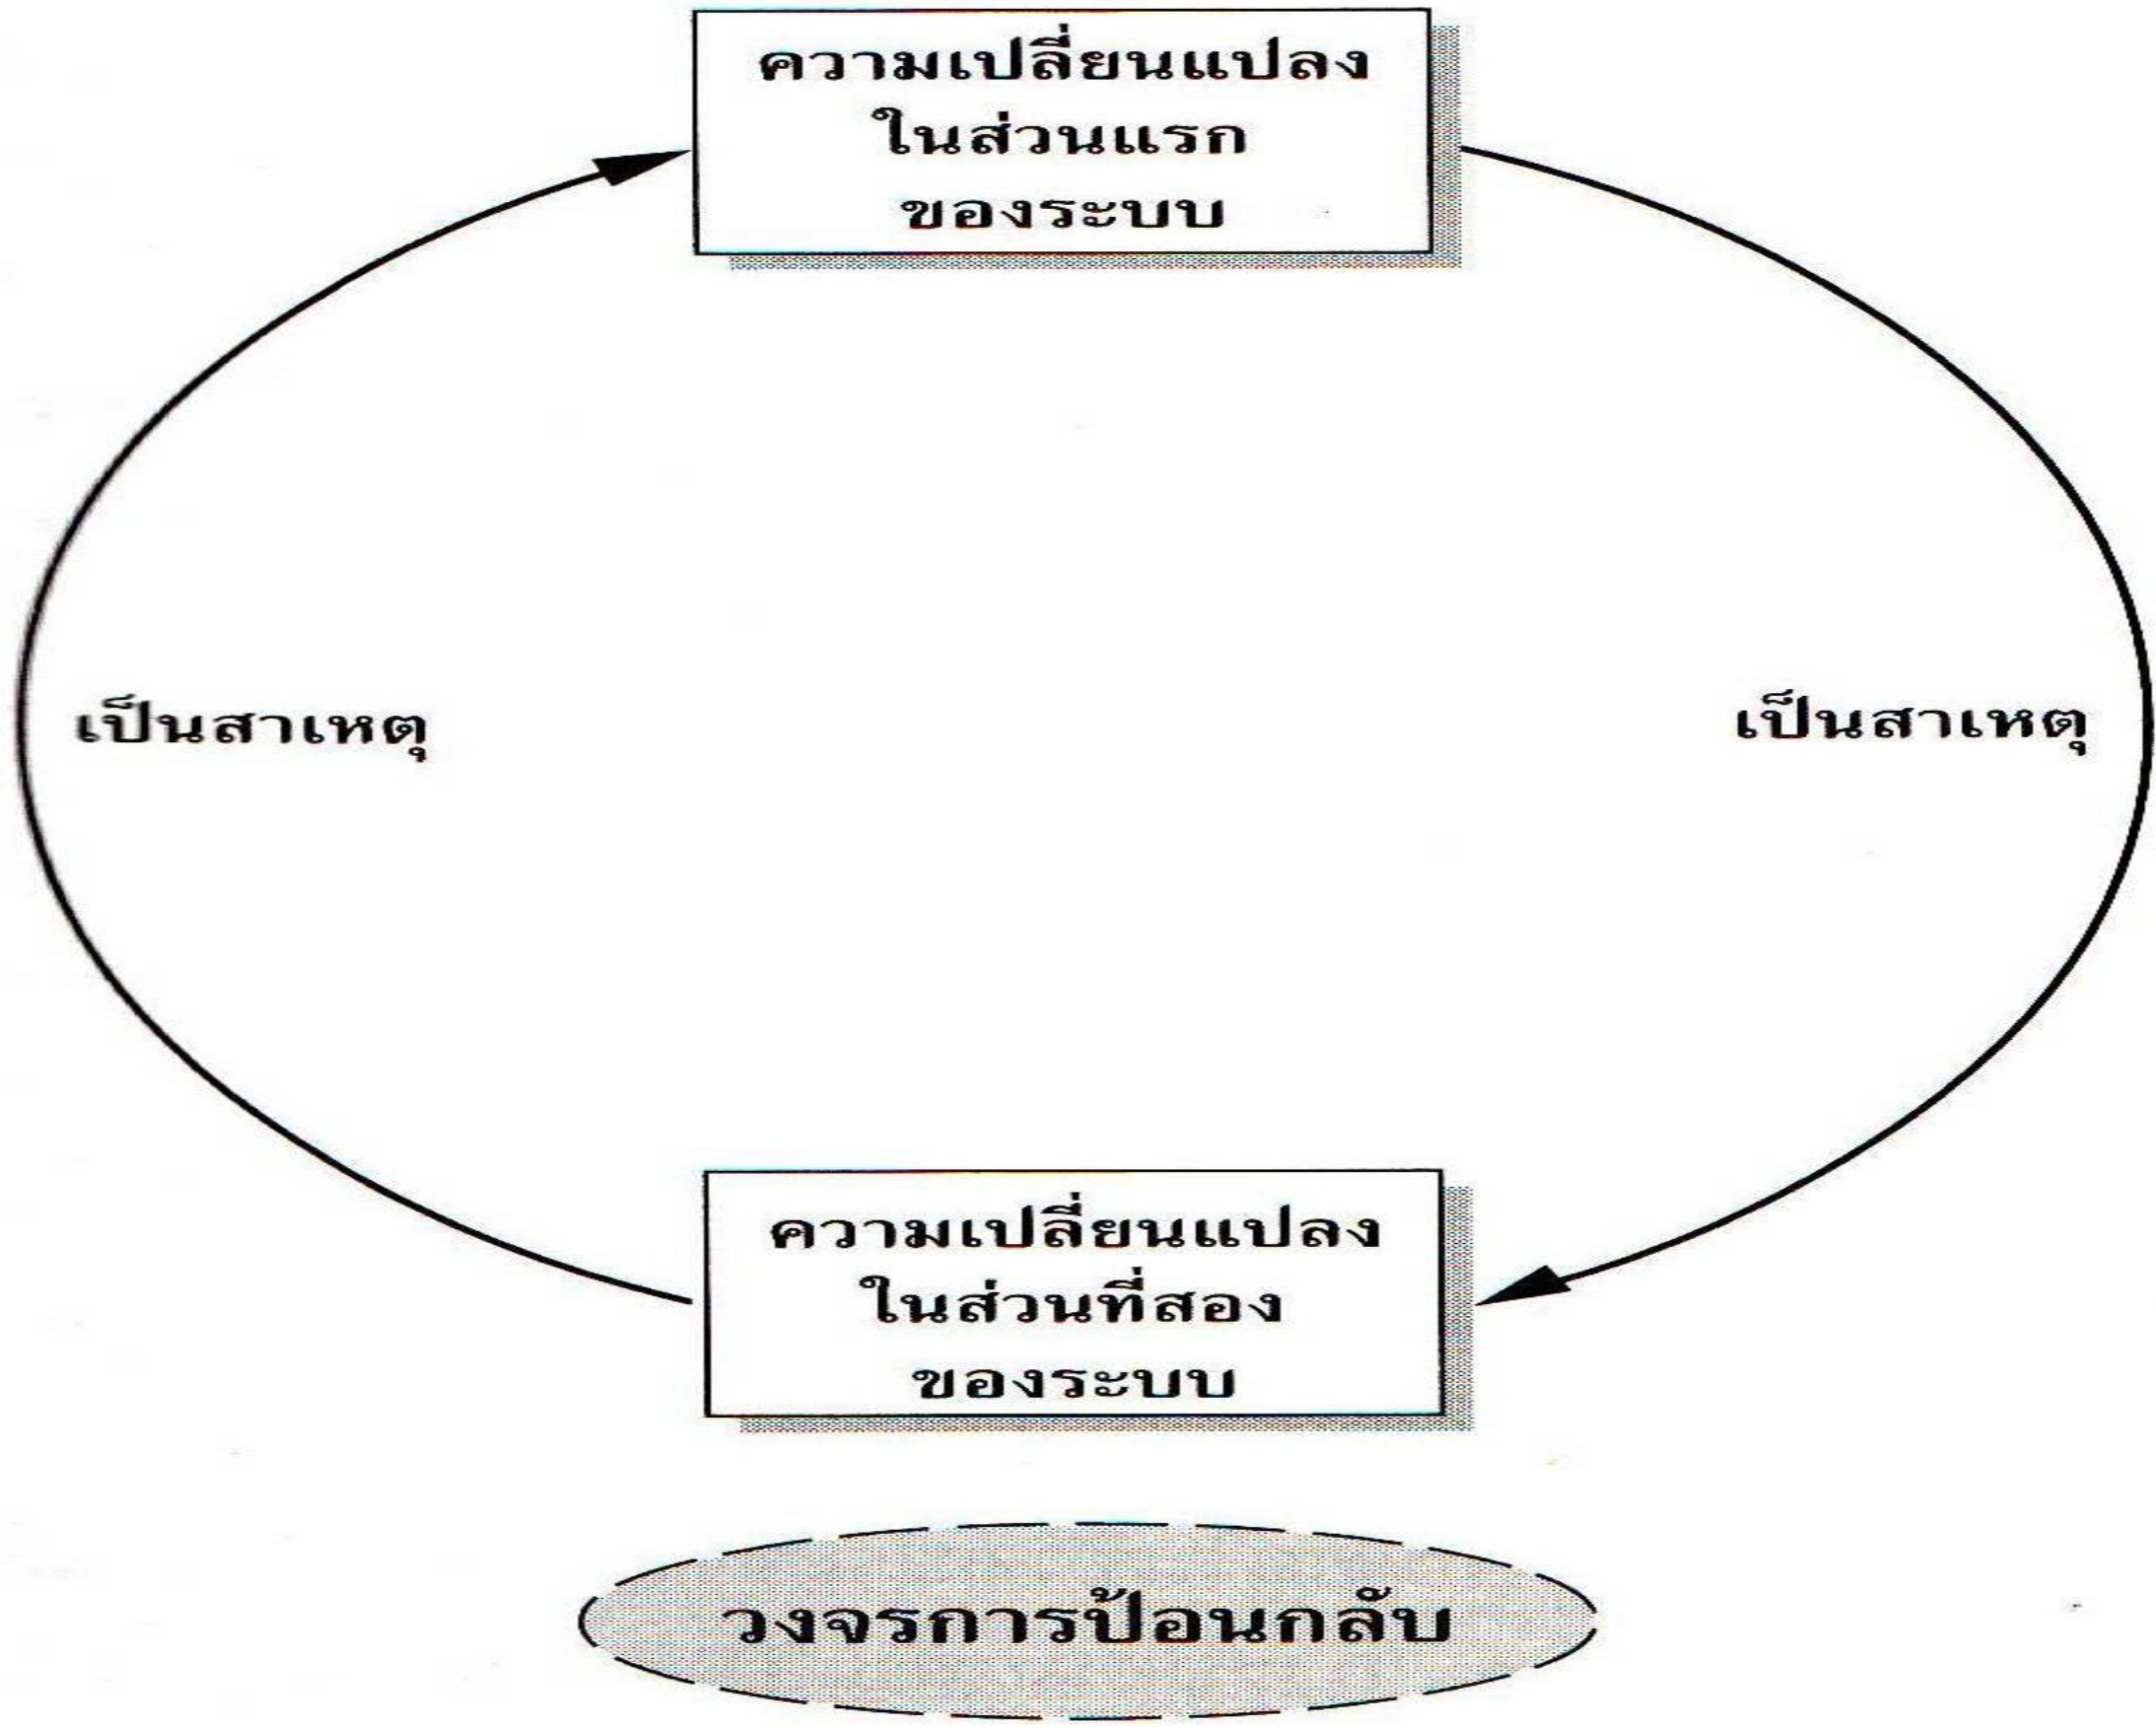 ความเปลี่ยนแปลง
ในส่วนแรก
ของระบบ
เป็นสาเหตุ
เป็นสาเหตุ
ความเปลี่ยนแปลง
ในส่วนที่สอง
ของระบบ
วงจรการป้อนกลับ